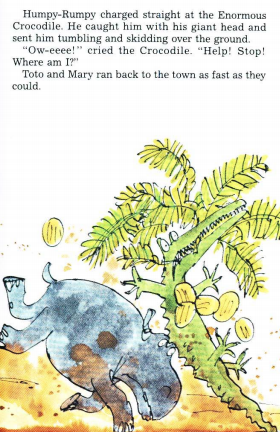 Humpy-Rumpy charged straight at the Enormous
Crocodile. He caught him with his giant head and
sent him tumbling and skidding over the ground.
“Ow-eeee!” cried the Crocodile. “Help! Stop!
Where am I?”
Toto and Mary ran back to the town as fast as they
could.